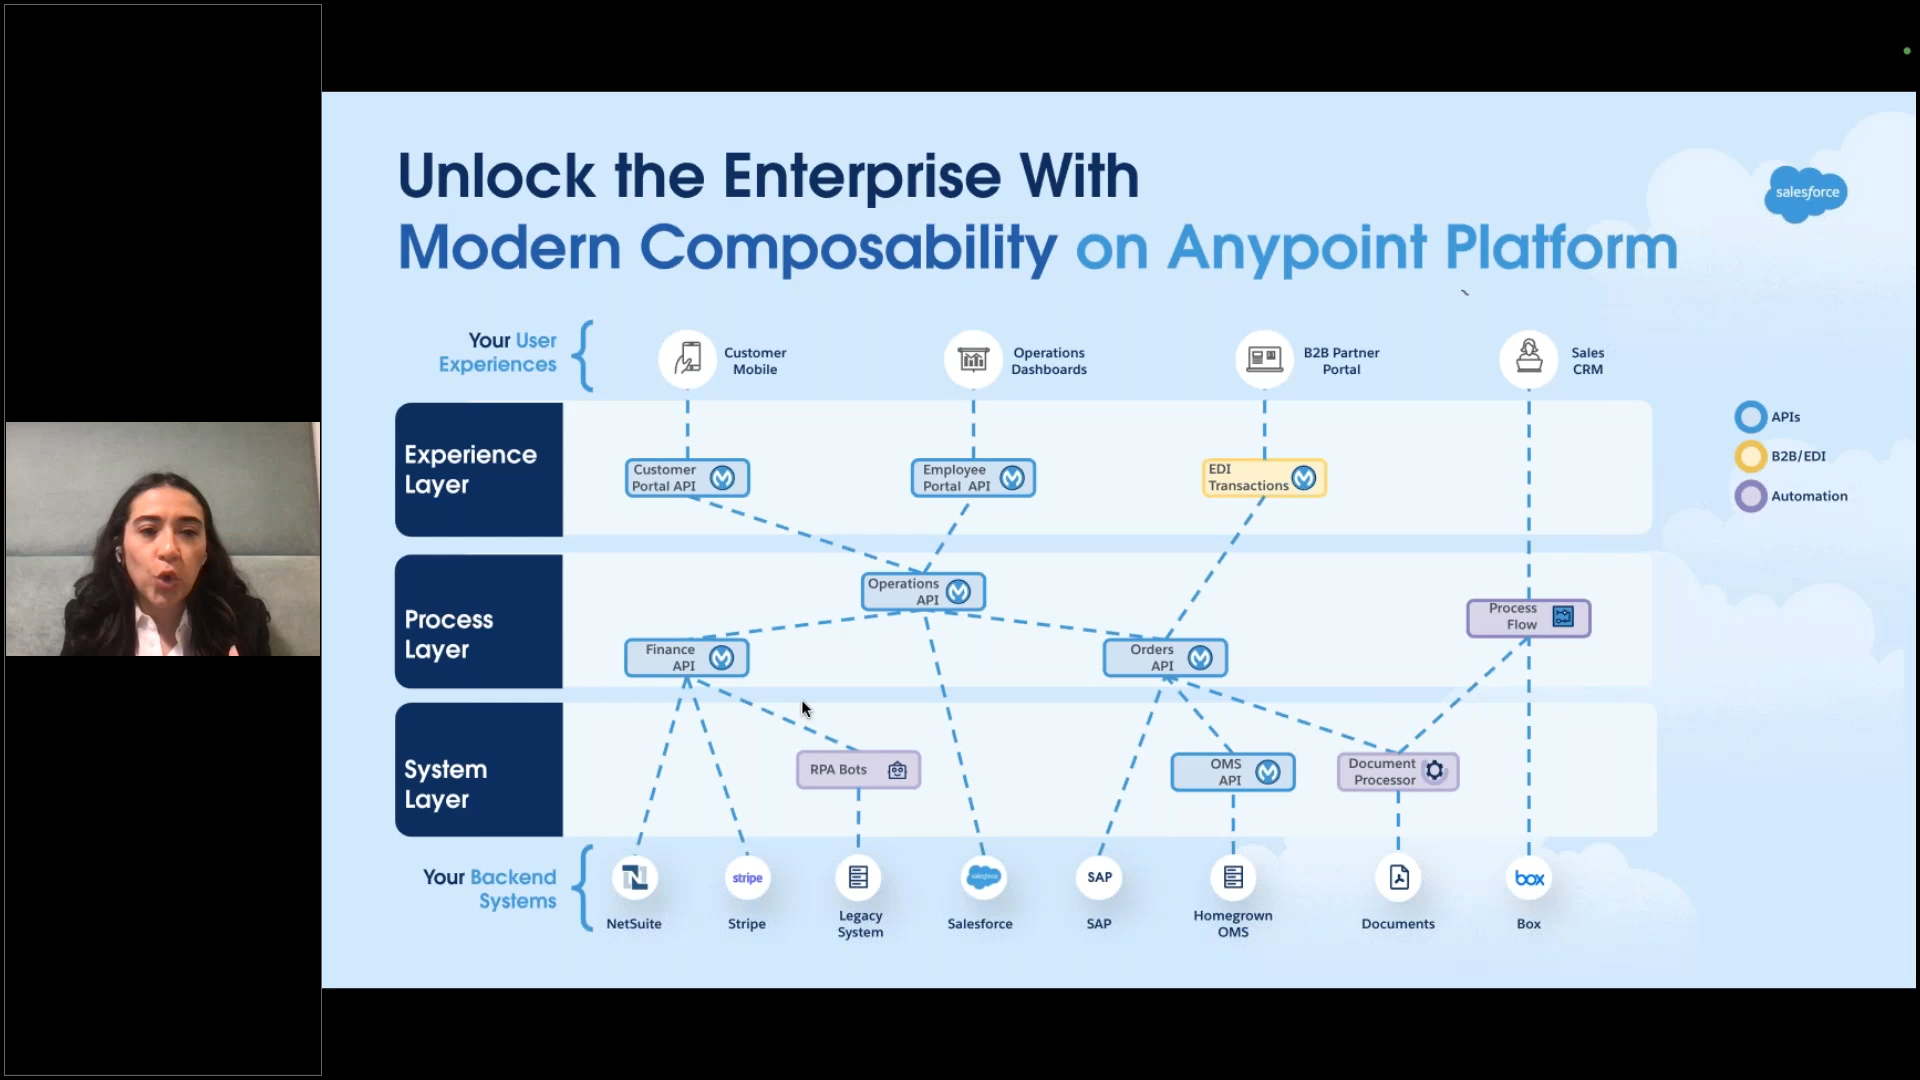 Unlock the Enterprise With
Modern Composability on Anypoint Platform
salesforce
Your User
Experiences
Customer
Mobile
Operations
Dashboards
B2B Partner
Portal
Sales
CRM
APIs
B2B/EDI
Automation
Experience
Layer
Customer
Portal API
Employee
Portal API
EDI
Transactions
Process
Layer
Operations
API
Finance
API
Orders
API
Process
Flow
System
Layer
RPA Bots
OMS
API
Document
Processor
Your Backend
Systems
N
stripe
salesforce
SAP
box
NetSuite
Stripe
Legacy
System
Salesforce
SAP
Homegrown
OMS
Documents
Box